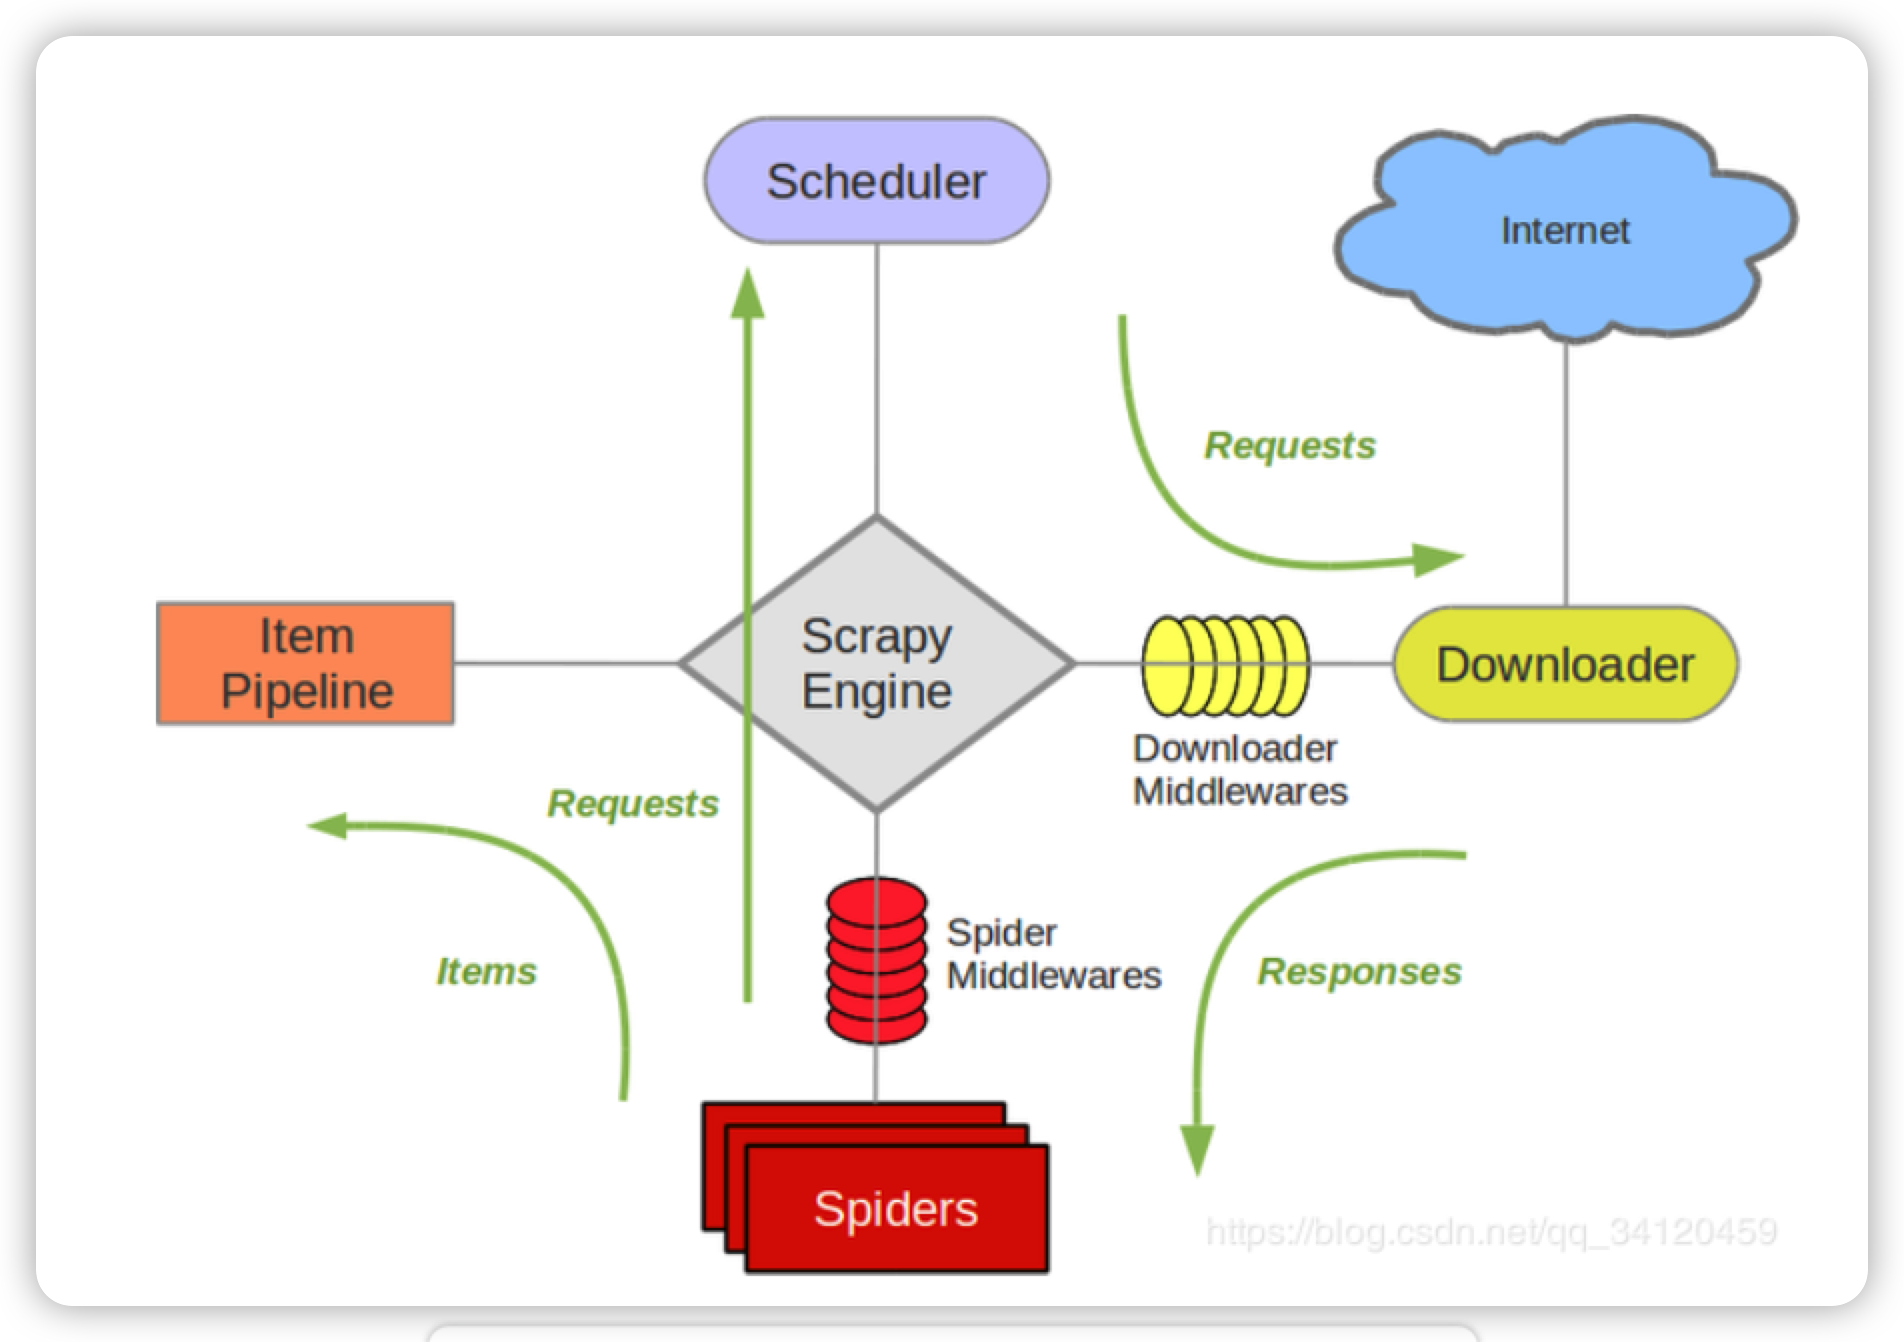 Scheduler
Internet
Requests
Item
Pipeline
Scrapy
Engine
Downloader
Downloader
Middlewares
Requests
Items
Spider
Middlewares
Responses
Spiders
https://blog.csdn.net/qq_34120459